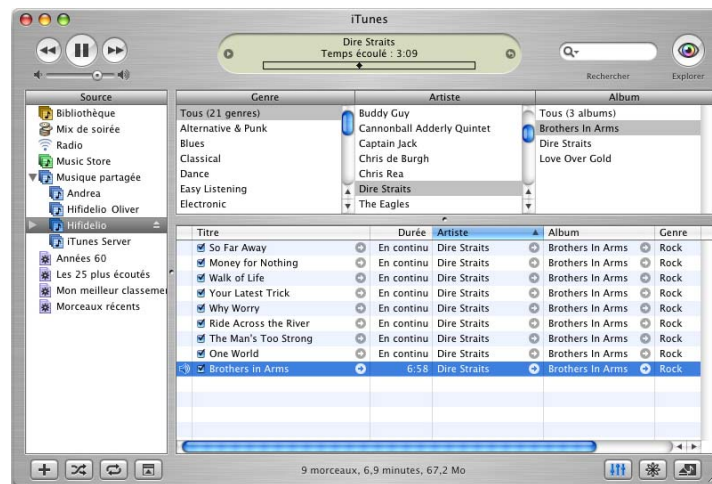 iTunes
Dire Straits
Temps écoulé : 3:09
Rechercher
Explorer
Source
Bibliothèque
Mix de soirée
Radio
Music Store
Musique partagée
Andrea
Hifidelio Oliver
Hifidelio
iTunes Server
Années 60
Les 25 plus écoutés
Mon meilleur classemer
Morceaux récents
Genre
Tous (21 genres)
Alternative & Punk
Blues
Classical
Dance
Easy Listening
Electronic
Artiste
Buddy Guy
Cannonball Adderly Quintet
Captain Jack
Chris de Burgh
Chris Rea
Dire Straits
The Eagles
Album
Tous (3 albums)
Brothers In Arms
Dire Straits
Love Over Gold
Titre Durée Artiste Album Genre
So Far Away En continu Dire Straits Brothers In Arms Rock
Money for Nothing En continu Dire Straits Brothers In Arms Rock
Walk of Life En continu Dire Straits Brothers In Arms Rock
Your Latest Trick En continu Dire Straits Brothers In Arms Rock
Why Worry En continu Dire Straits Brothers In Arms Rock
Ride Across the River En continu Dire Straits Brothers In Arms Rock
The Man's Too Strong En continu Dire Straits Brothers In Arms Rock
One World En continu Dire Straits Brothers In Arms Rock
Brothers in Arms 6:58 Dire Straits Brothers In Arms Rock
9 morceaux, 6,9 minutes, 67,2 Mo